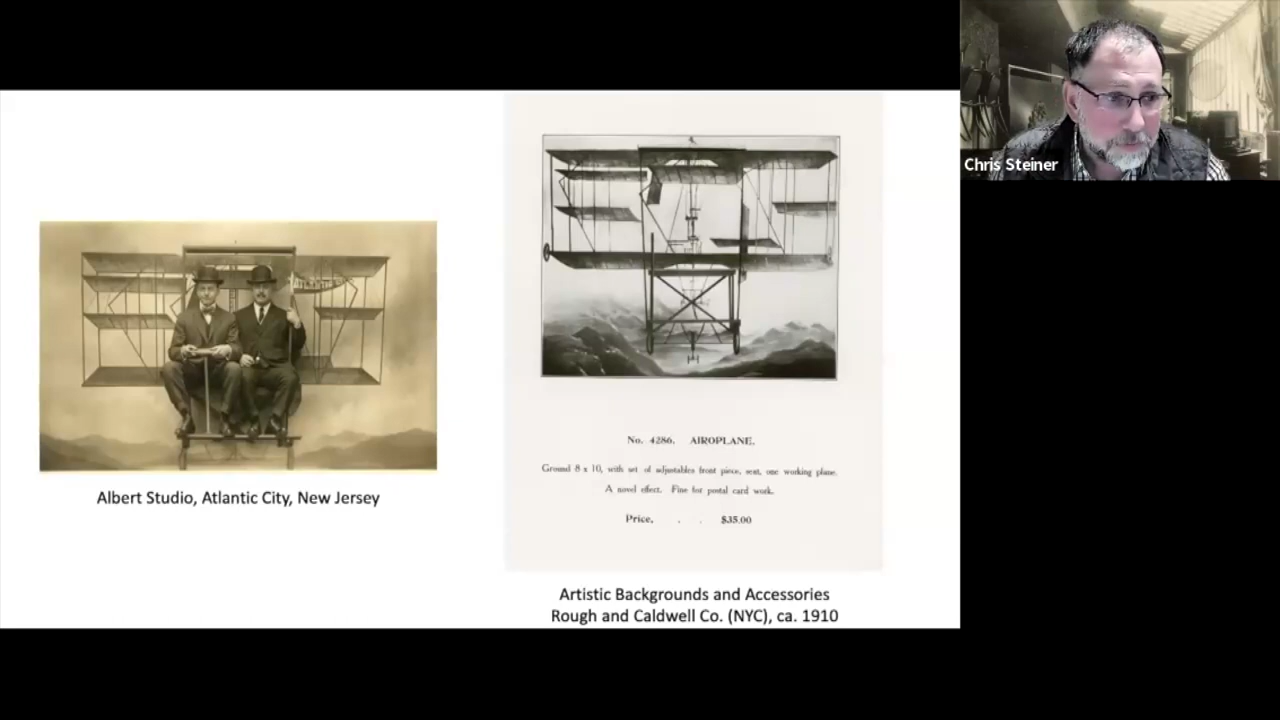 Chris Steiner
ATLANTIC
Albert Studio, Atlantic City, New Jersey
No. 4286. AIROPLANE.
Ground 8 x 10, with set of adjustables front piece, seat, one working plane.
A novel effect. Fine for postal card work.
Price, . . $35.00
Artistic Backgrounds and Accessories
Rough and Caldwell Co. (NYC), ca. 1910